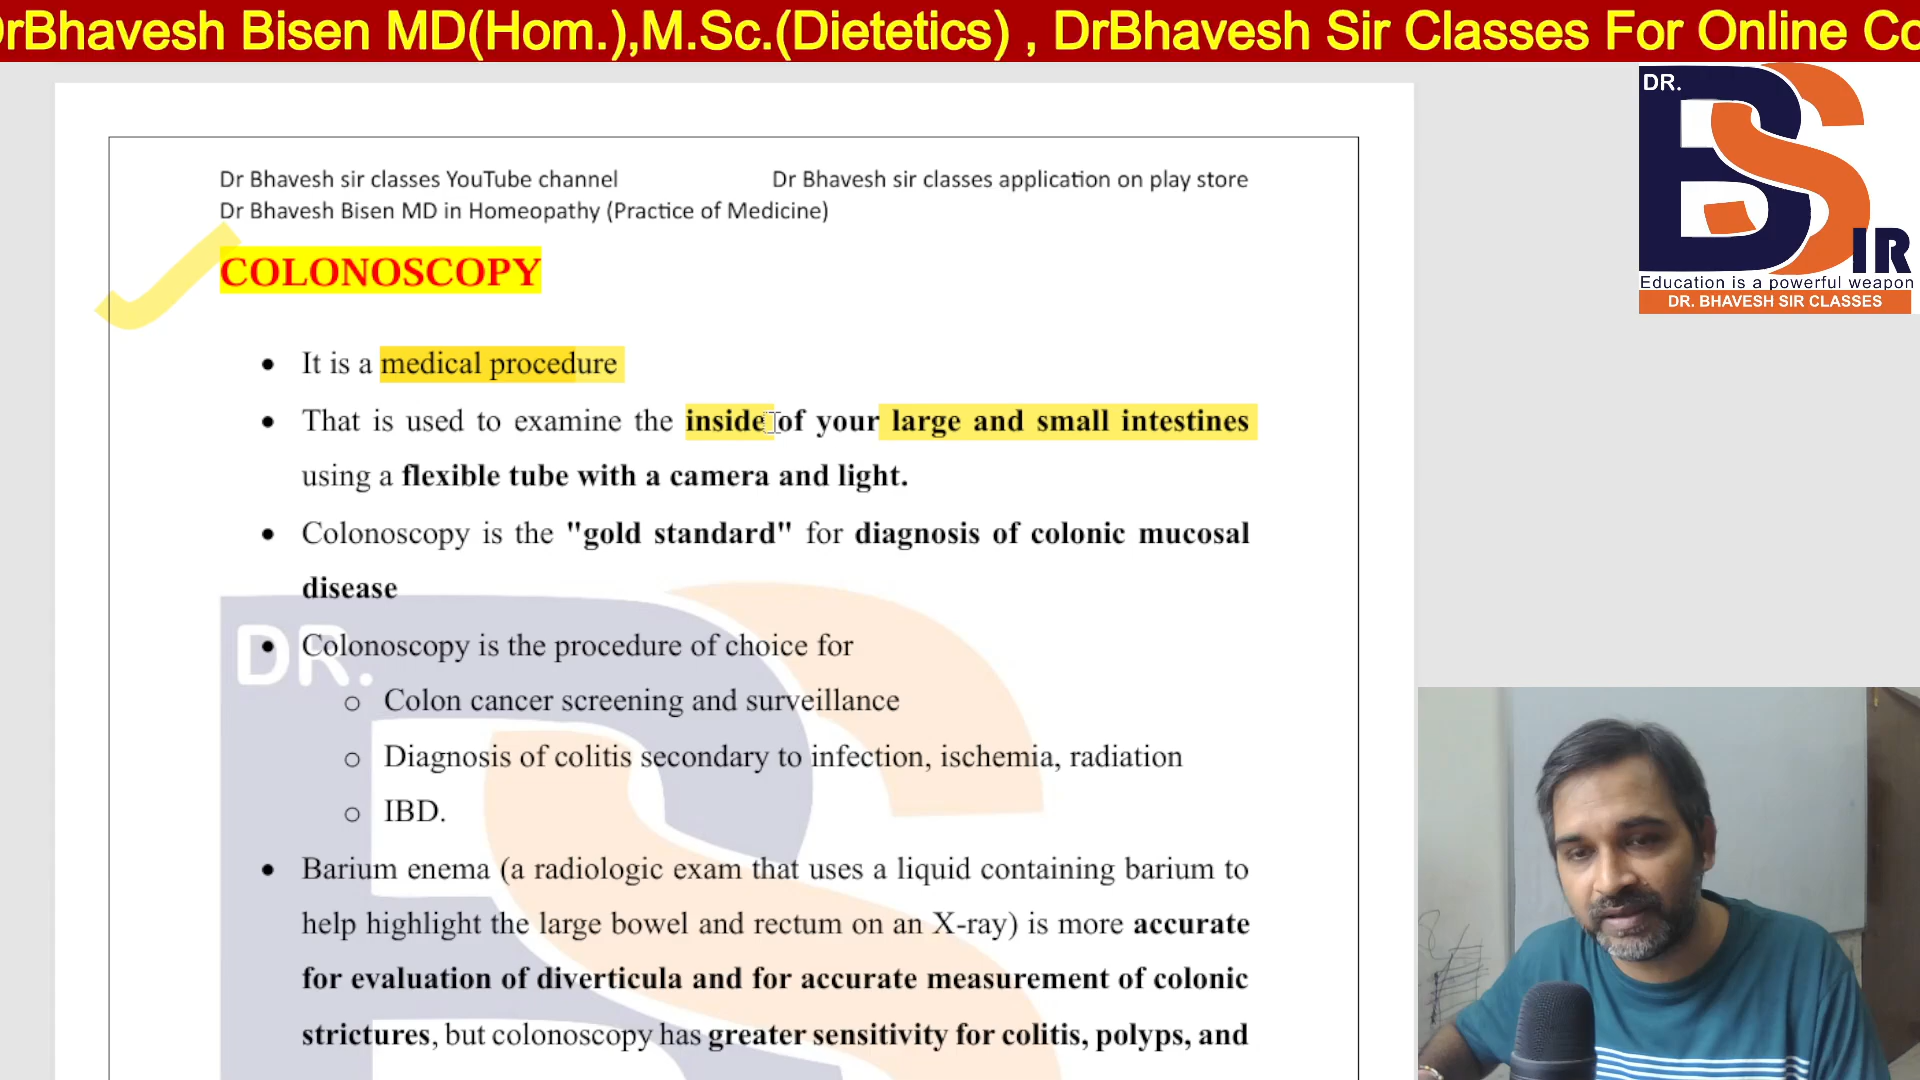 rBhavesh Bisen MD(Hom.),M.Sc.(Dietetics) , DrBhavesh Sir Classes For Online Co
DR.
BS
IR
Education is a powerful weapon
DR. BHAVESH SIR CLASSES
Dr Bhavesh sir classes YouTube channel Dr Bhavesh sir classes application on play store
Dr Bhavesh Bisen MD in Homeopathy (Practice of Medicine)
COLONOSCOPY
• It is a medical procedure
• That is used to examine the inside of your large and small intestines
using a flexible tube with a camera and light.
• Colonoscopy is the "gold standard" for diagnosis of colonic mucosal
disease
DR.
• Colonoscopy is the procedure of choice for
o Colon cancer screening and surveillance
o Diagnosis of colitis secondary to infection, ischemia, radiation
o IBD.
• Barium enema (a radiologic exam that uses a liquid containing barium to
help highlight the large bowel and rectum on an X-ray) is more accurate
for evaluation of diverticula and for accurate measurement of colonic
strictures, but colonoscopy has greater sensitivity for colitis, polyps, and